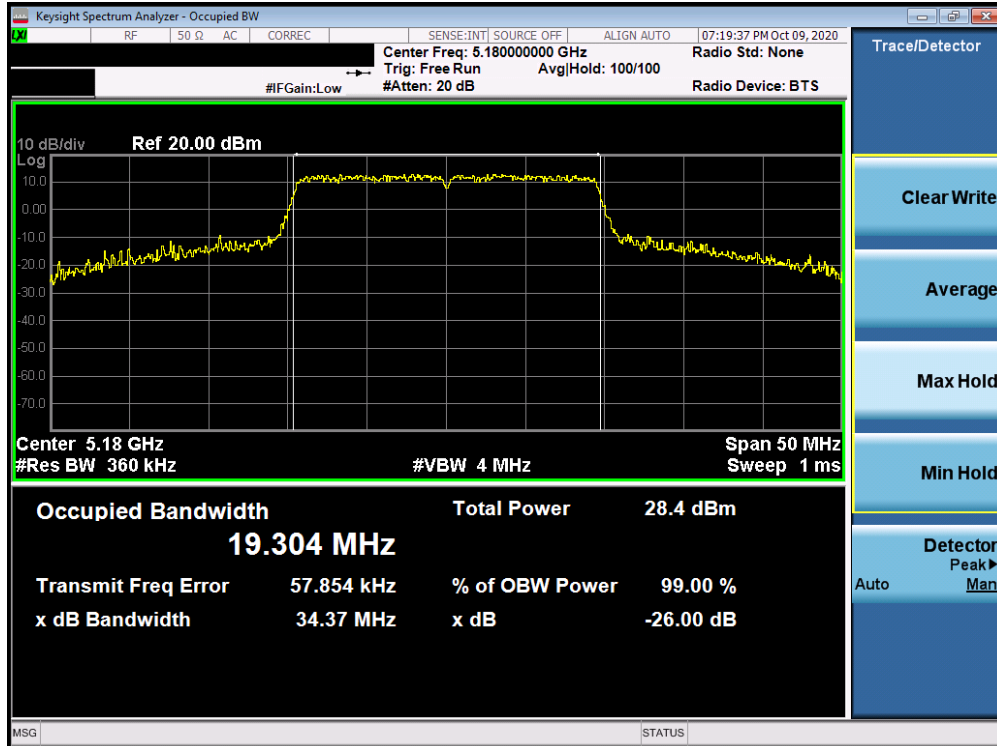 Keysight Spectrum Analyzer - Occupied BW
LXI RF 50 Ω AC CORREC SENSE:INT SOURCE OFF ALIGN AUTO 07:19:37 PM Oct 09, 2020
Center Freq: 5.180000000 GHz Radio Std: None
Trig: Free Run Avg|Hold: 100/100
#IFGain:Low #Atten: 20 dB Radio Device: BTS
10 dB/div Ref 20.00 dBm
Log
10.0
0.00
-10.0
-20.0
-30.0
-40.0
-50.0
-60.0
-70.0
Center 5.18 GHz Span 50 MHz
#Res BW 360 kHz #VBW 4 MHz Sweep 1 ms
Occupied Bandwidth Total Power 28.4 dBm
19.304 MHz
Transmit Freq Error 57.854 kHz % of OBW Power 99.00 %
x dB Bandwidth 34.37 MHz x dB -26.00 dB
MSG STATUS
Trace/Detector
Clear Write
Average
Max Hold
Min Hold
Detector
Peak
Auto Man